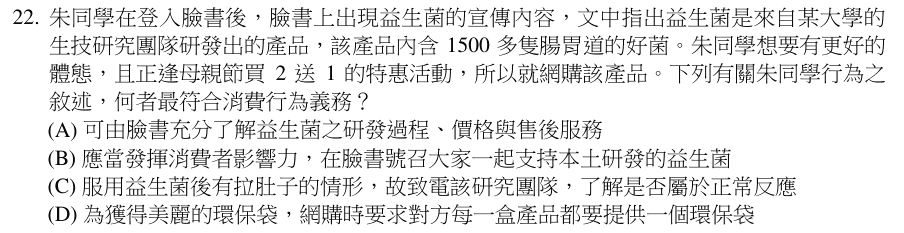 22. 朱同學在登入臉書後，臉書上出現益生菌的宣傳內容，文中指出益生菌是來自某大學的
生技研究團隊研發出的產品，該產品內含 1500 多隻腸胃道的好菌。朱同學想要有更好的
體態，且正逢母親節買 2 送 1 的特惠活動，所以就網購該產品。下列有關朱同學行為之
敘述，何者最符合消費行為義務？
(A) 可由臉書充分了解益生菌之研發過程、價格與售後服務
(B) 應當發揮消費者影響力，在臉書號召大家一起支持本土研發的益生菌
(C) 服用益生菌後有拉肚子的情形，故致電該研究團隊，了解是否屬於正常反應
(D) 為獲得美麗的環保袋，網購時要求對方每一盒產品都要提供一個環保袋